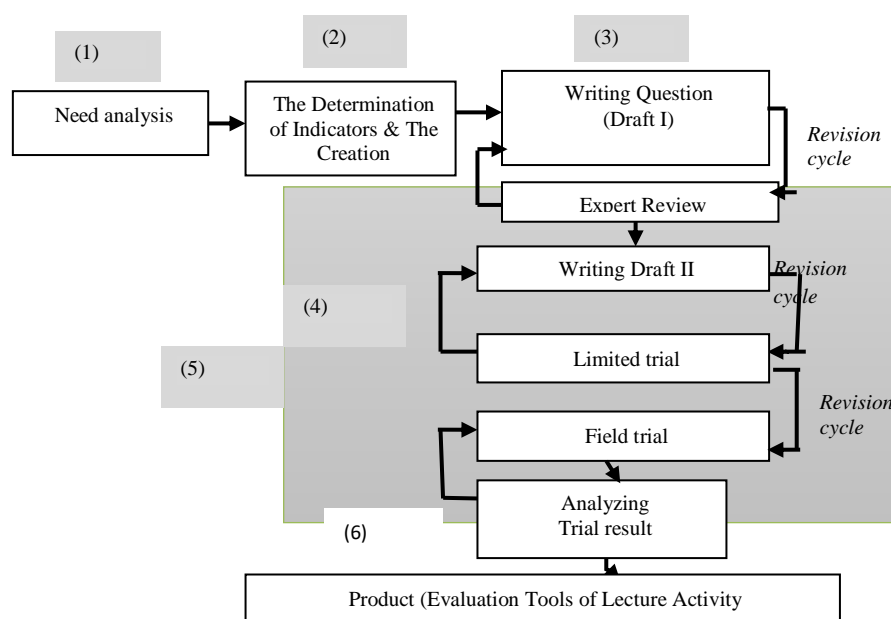 (1)
(2)
(3)
Need analysis
The Determination
of Indicators & The
Creation
Writing Question
(Draft I)
Revision
cycle
Expert Review
Writing Draft II
Revision
cycle
(4)
Limited trial
(5)
Revision
cycle
Field trial
Analyzing
Trial result
(6)
Product (Evaluation Tools of Lecture Activity